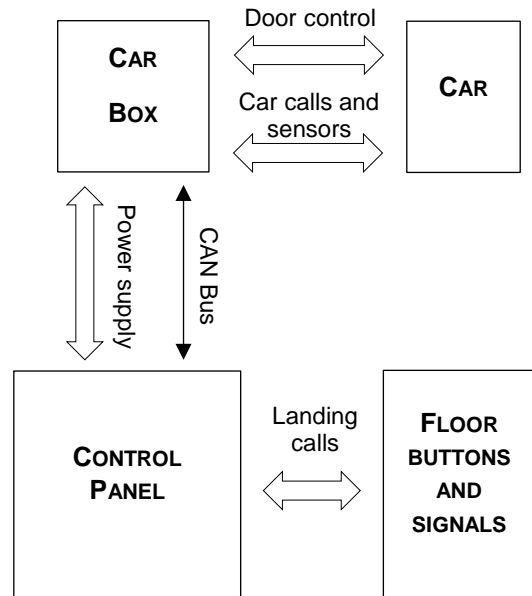 Door control
CAR
BOX
Car calls and
sensors
CAR
Power supply
CAN Bus
CONTROL
PANEL
Landing
calls
FLOOR
BUTTONS
AND
SIGNALS